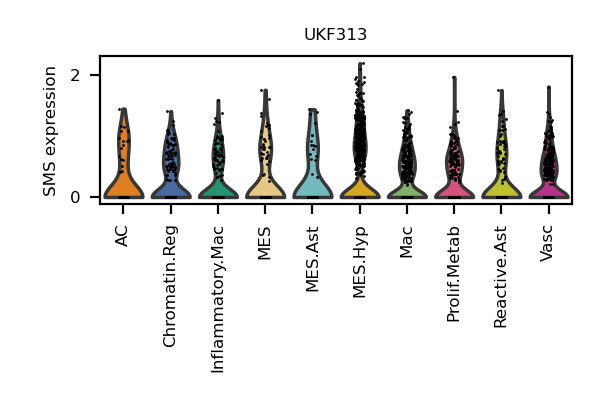 UKF313
SMS expression
2
0
AC
Chromatin.Reg
Inflammatory.Mac
MES
MES.Ast
MES.Hyp
Mac
Prolif.Metab
Reactive.Ast
Vasc